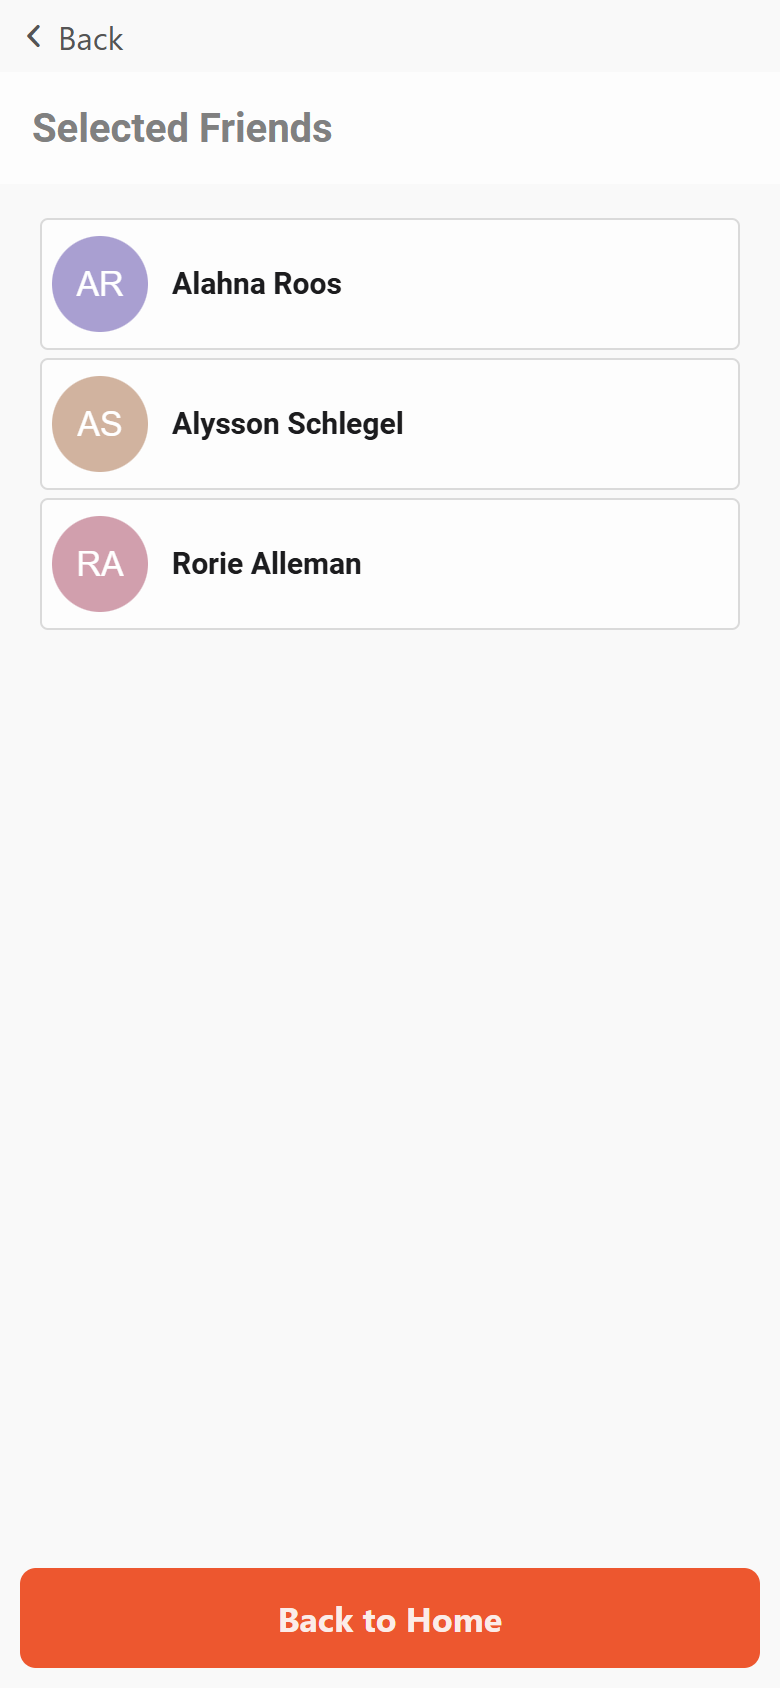 Back
Selected Friends
AR
Alahna Roos
AS
Alysson Schlegel
RA
Rorie Alleman
Back to Home